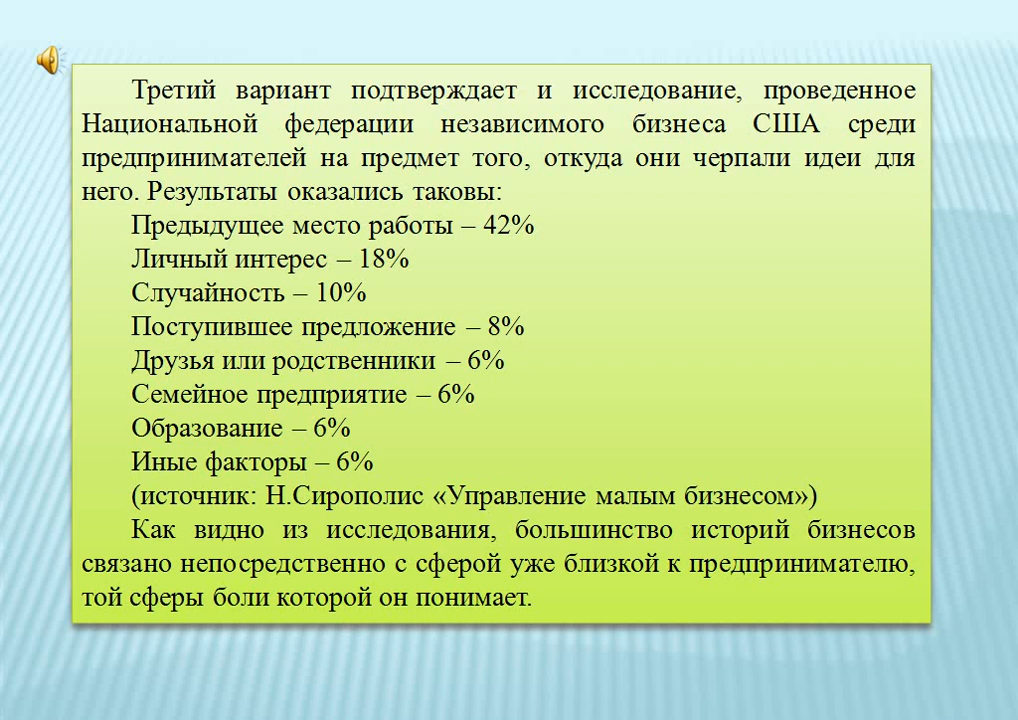 Третий вариант подтверждает и исследование, проведенное
Национальной федерации независимого бизнеса США среди
предпринимателей на предмет того, откуда они черпали идеи для
него. Результаты оказались таковы:
Предыдущее место работы – 42%
Личный интерес – 18%
Случайность – 10%
Поступившее предложение – 8%
Друзья или родственники – 6%
Семейное предприятие – 6%
Образование – 6%
Иные факторы – 6%
(источник: Н.Сирополис «Управление малым бизнесом»)
Как видно из исследования, большинство историй бизнесов
связано непосредственно с сферой уже близкой к предпринимателю,
той сферы боли которой он понимает.